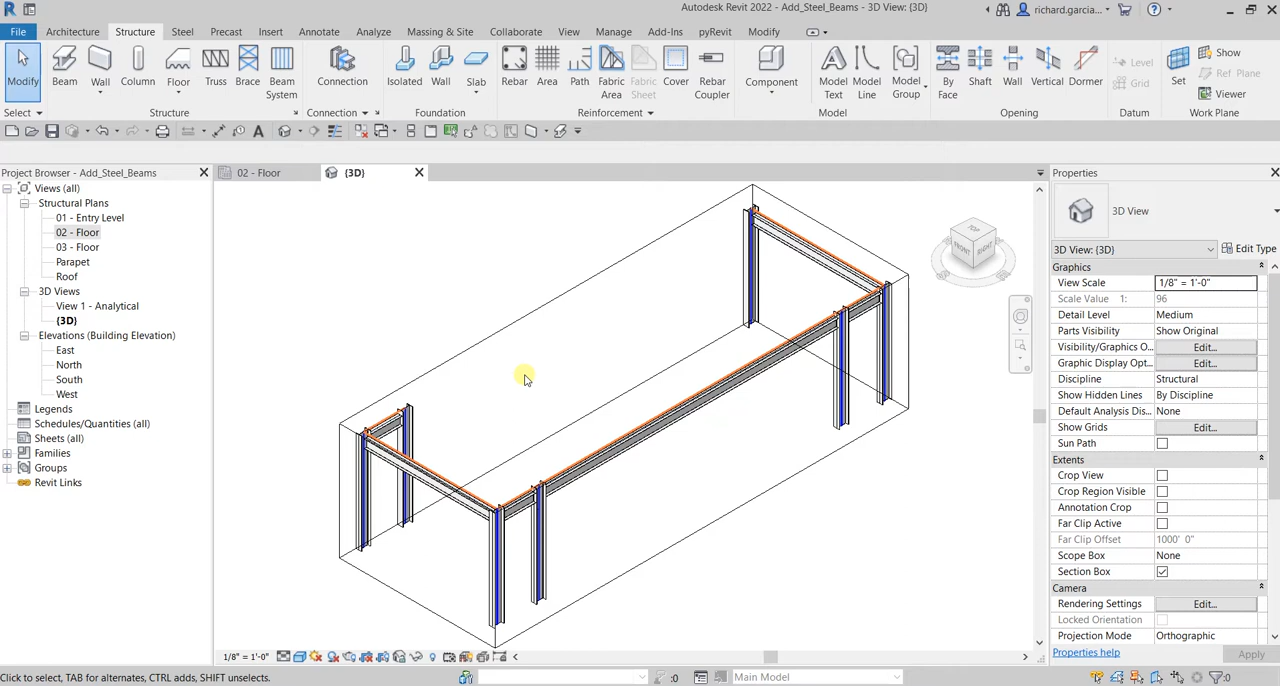 Autodesk Revit 2022 - Add_Steel_Beams - 3D View: {3D}
richard.garcia...
File Architecture Structure Steel Precast Insert Annotate Analyze Massing & Site Collaborate View Manage Add-Ins pyRevit Modify
Modify Beam Wall Column Floor Truss Brace Beam System Connection Isolated Wall Slab Rebar Area Path Fabric Area Fabric Sheet Cover Rebar Coupler Component Model Text Model Line Model Group By Face Shaft Wall Vertical Dormer Level Grid Set Show Ref Plane Viewer
Select Structure Connection Foundation Reinforcement Model Opening Datum Work Plane
Project Browser - Add_Steel_Beams
02 - Floor
{3D}
Views (all)
Structural Plans
01 - Entry Level
02 - Floor
03 - Floor
Parapet
Roof
3D Views
View 1 - Analytical
{3D}
Elevations (Building Elevation)
East
North
South
West
Legends
Schedules/Quantities (all)
Sheets (all)
Families
Groups
Revit Links
TOP
FRONT
RIGHT
Properties
3D View
3D View: {3D}
Edit Type
Graphics
View Scale 1/8" = 1'-0"
Scale Value 1: 96
Detail Level Medium
Parts Visibility Show Original
Visibility/Graphics O... Edit...
Graphic Display Opt... Edit...
Discipline Structural
Show Hidden Lines By Discipline
Default Analysis Dis... None
Show Grids Edit...
Sun Path
Extents
Crop View
Crop Region Visible
Annotation Crop
Far Clip Active
Far Clip Offset 1000' 0"
Scope Box None
Section Box
Camera
Rendering Settings Edit...
Locked Orientation
Projection Mode Orthographic
Properties help
Apply
1/8" = 1'-0"
Click to select, TAB for alternates, CTRL adds, SHIFT unselects.
:0
Main Model
:0